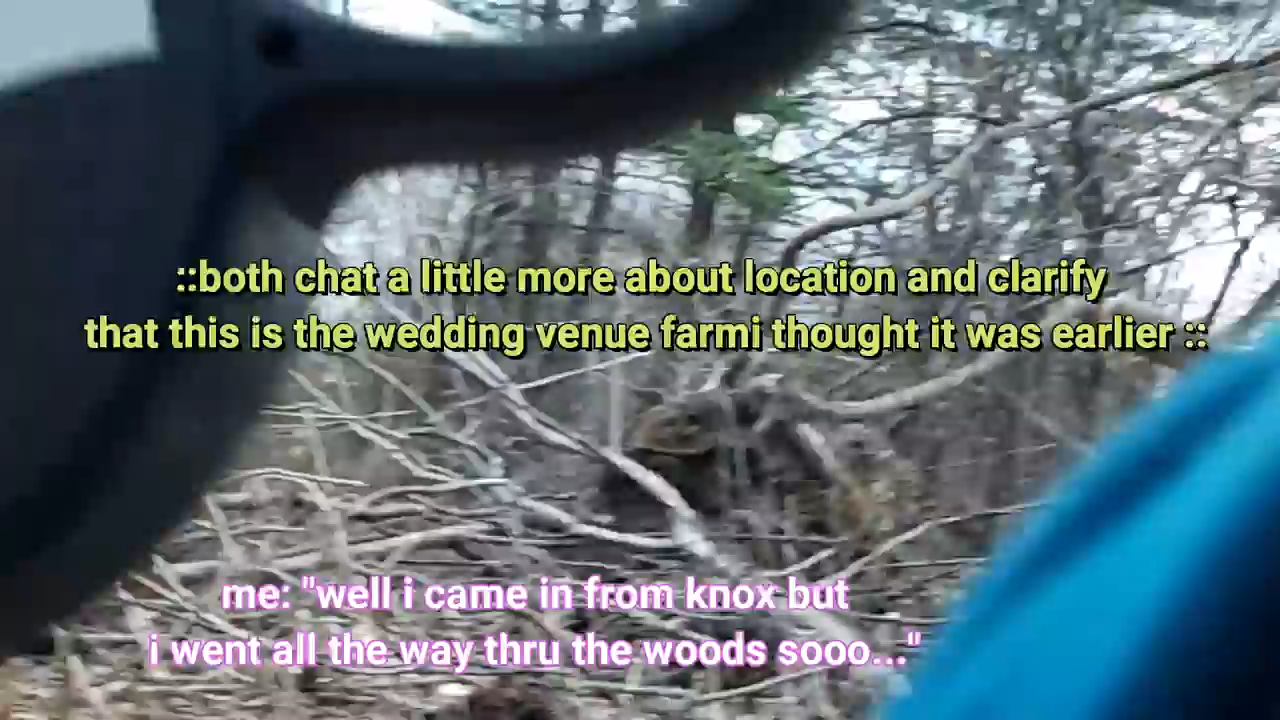 ::both chat a little more about location and clarify
that this is the wedding venue farmi thought it was earlier ::
me: "well i came in from knox but
i went all the way thru the woods sooo..."